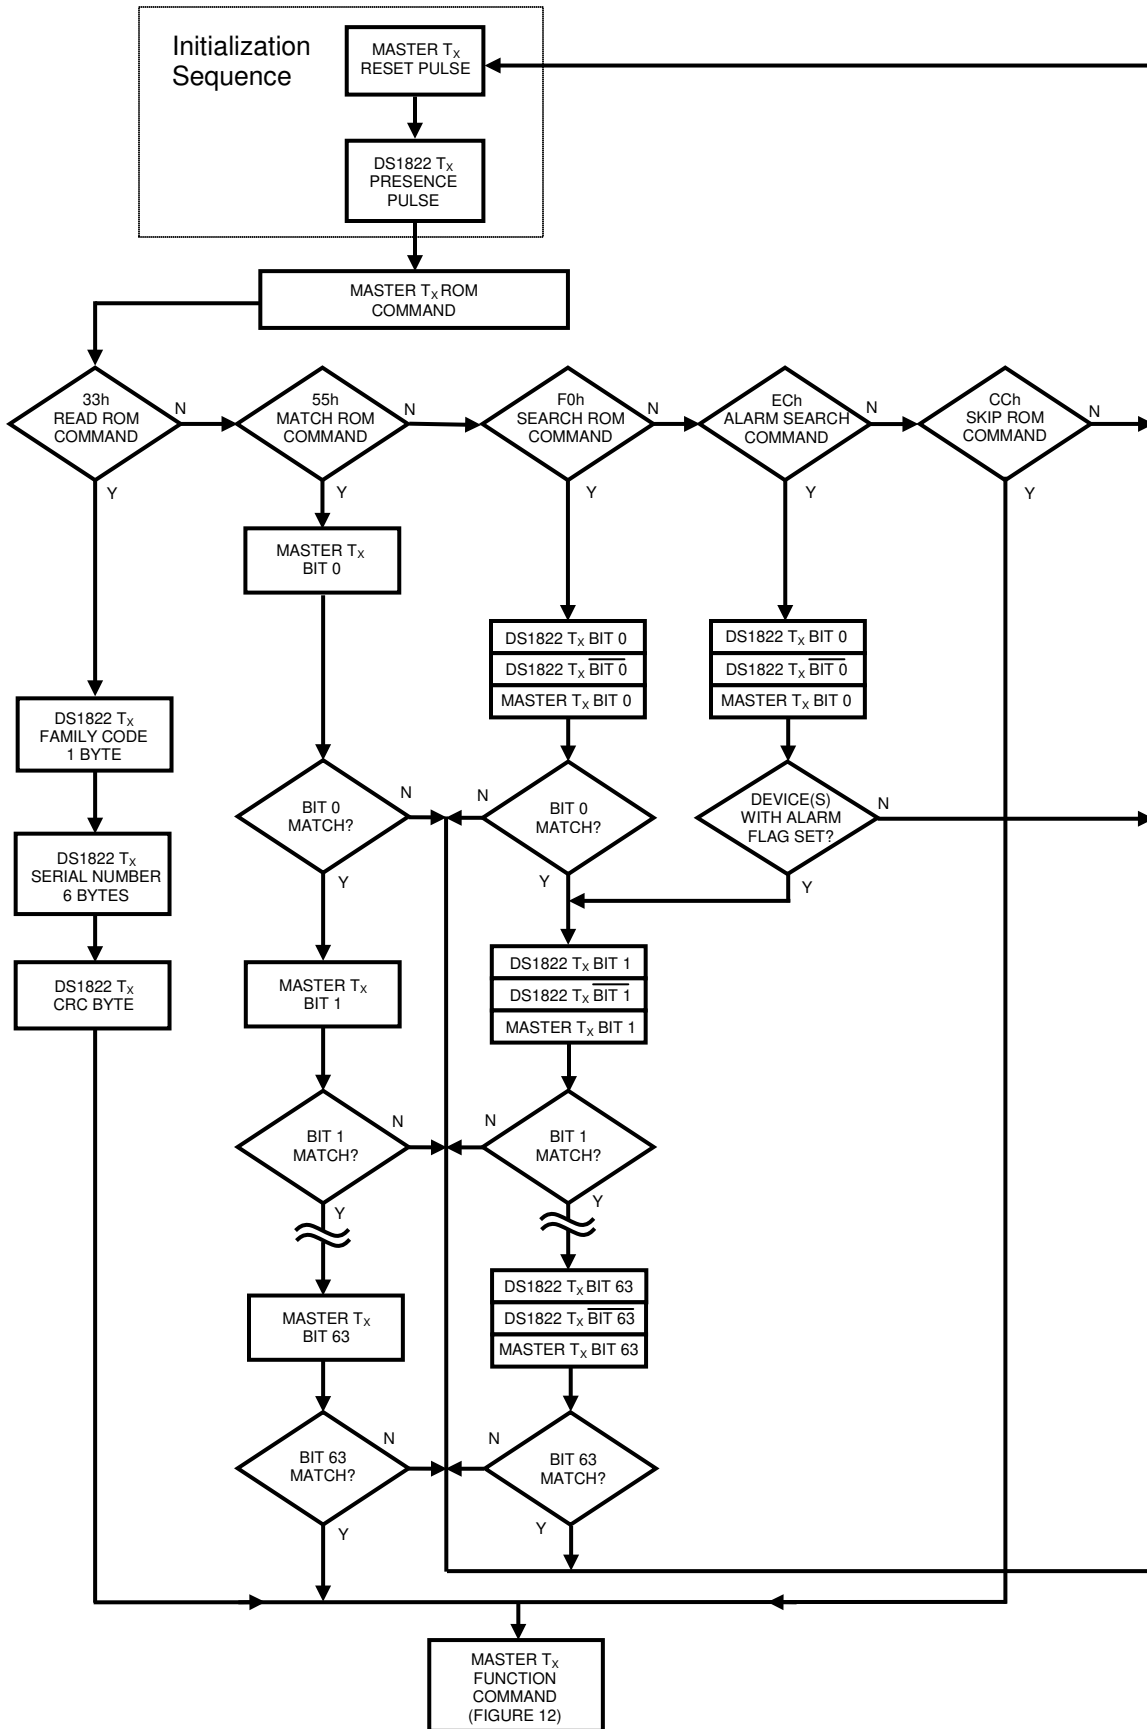 Initialization
Sequence
MASTER TX
RESET PULSE
DS1822 TX
PRESENCE
PULSE
MASTER TX ROM
COMMAND
33h
READ ROM
COMMAND
N
Y
55h
MATCH ROM
COMMAND
N
Y
F0h
SEARCH ROM
COMMAND
N
Y
ECh
ALARM SEARCH
COMMAND
N
Y
CCh
SKIP ROM
COMMAND
N
Y
MASTER TX
BIT 0
DS1822 TX BIT 0
DS1822 TX BIT 0
MASTER TX BIT 0
DS1822 TX BIT 0
DS1822 TX BIT 0
MASTER TX BIT 0
DS1822 TX
FAMILY CODE
1 BYTE
BIT 0
MATCH?
N
Y
BIT 0
MATCH?
N
Y
DEVICE(S)
WITH ALARM
FLAG SET?
N
Y
DS1822 TX
SERIAL NUMBER
6 BYTES
DS1822 TX
CRC BYTE
MASTER TX
BIT 1
DS1822 TX BIT 1
DS1822 TX BIT 1
MASTER TX BIT 1
BIT 1
MATCH?
N
Y
BIT 1
MATCH?
N
Y
MASTER TX
BIT 63
DS1822 TX BIT 63
DS1822 TX BIT 63
MASTER TX BIT 63
BIT 63
MATCH?
N
Y
BIT 63
MATCH?
N
Y
MASTER TX
FUNCTION
COMMAND
(FIGURE 12)